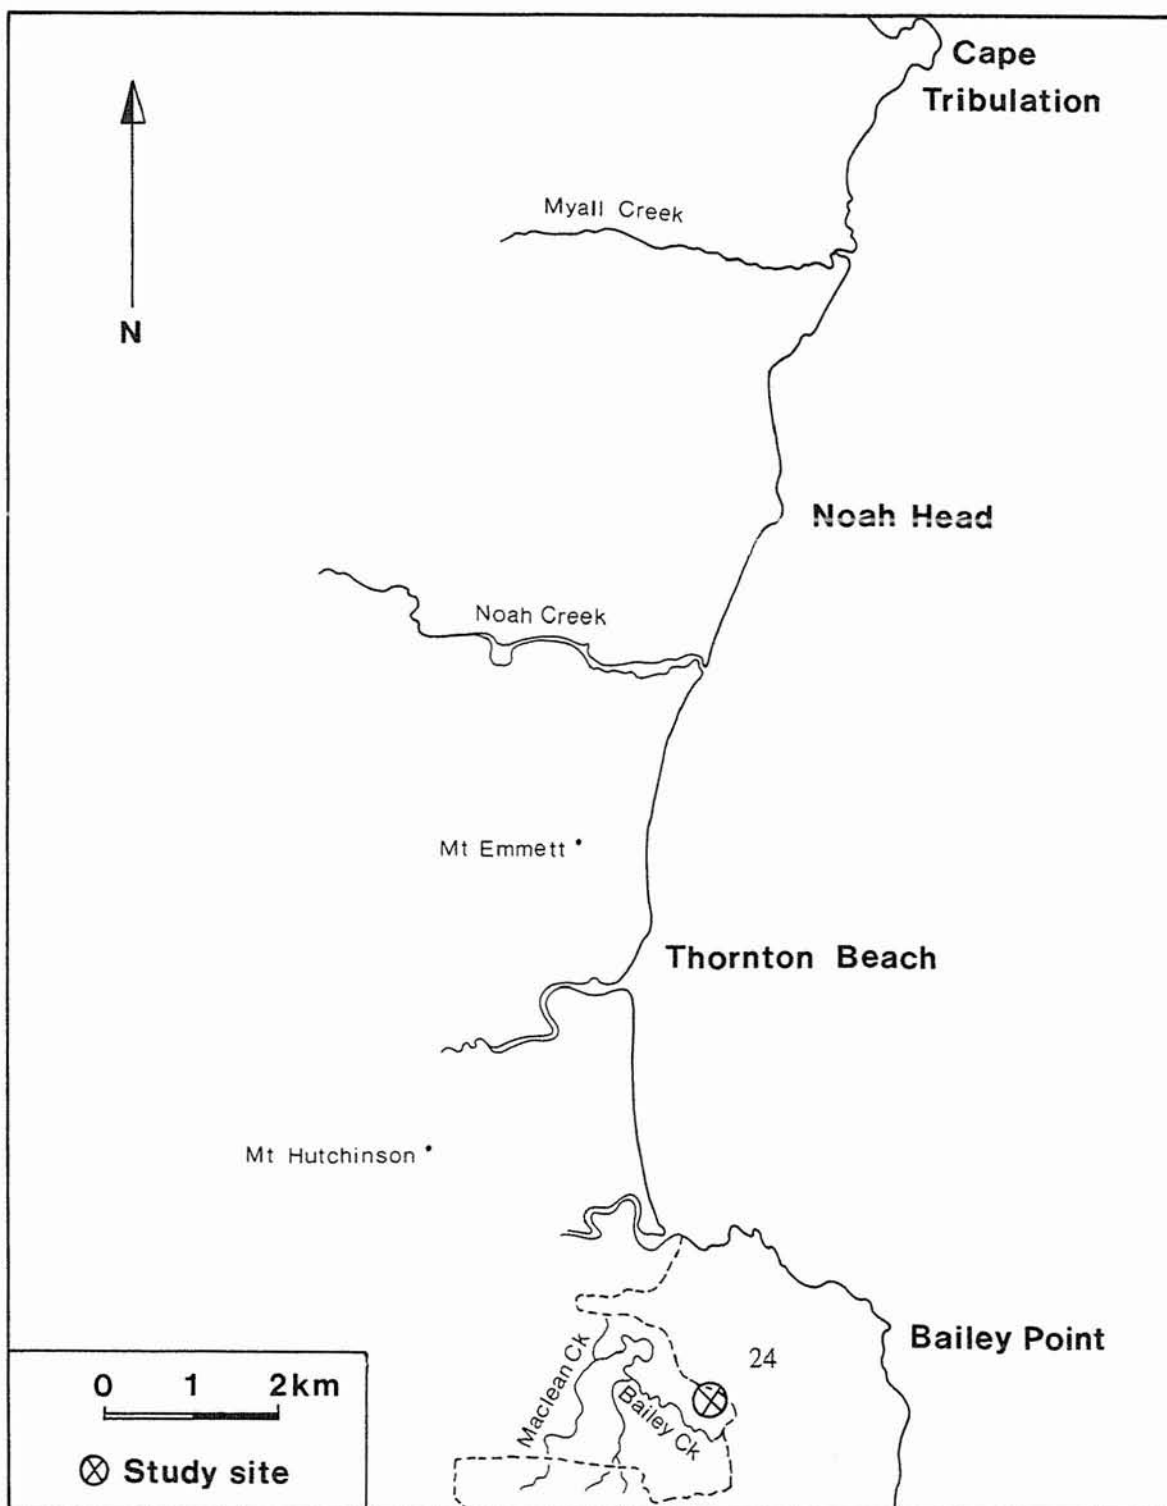 Cape
Tribulation
Myall Creek
N
Noah Head
Noah Creek
Mt Emmett
Thornton Beach
Mt Hutchinson
Bailey Point
24
Maclean Ck
Bailey Ck
0 1 2km
Study site